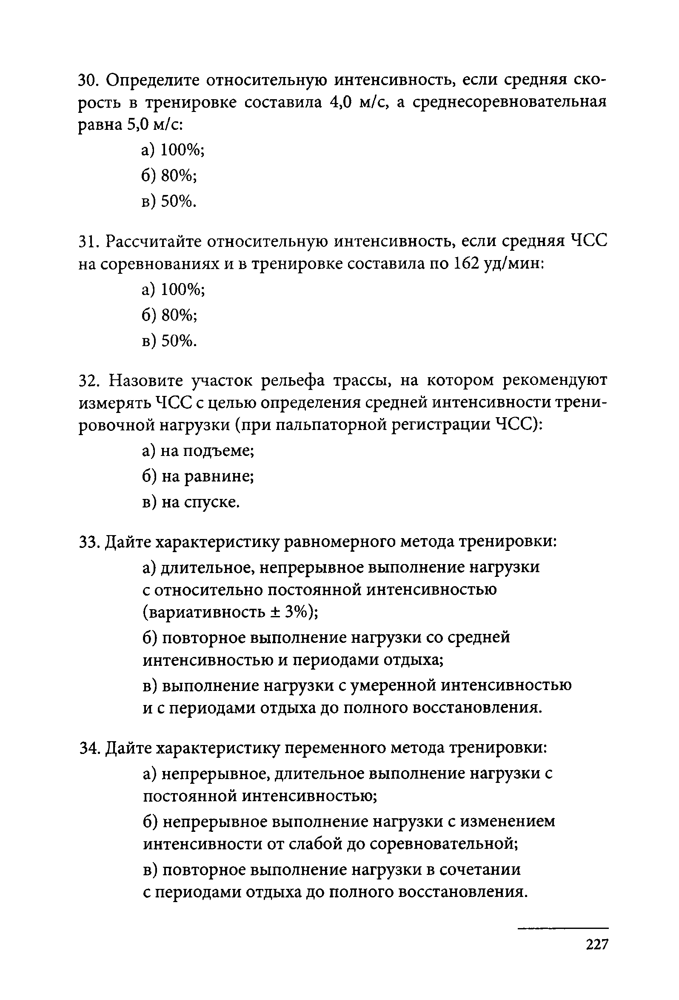 30. Определите относительную интенсивность, если средняя ско-
рость в тренировке составила 4,0 м/с, а среднесоревновательная
равна 5,0 м/с:
а) 100%;
б) 80%;
в) 50%.
31. Рассчитайте относительную интенсивность, если средняя ЧСС
на соревнованиях и в тренировке составила по 162 уд/мин:
а) 100%;
б) 80%;
в) 50%.
32. Назовите участок рельефа трассы, на котором рекомендуют
измерять ЧСС с целью определения средней интенсивности трени-
ровочной нагрузки (при пальпаторной регистрации ЧСС):
а) на подъеме;
б) на равнине;
в) на спуске.
33. Дайте характеристику равномерного метода тренировки:
а) длительное, непрерывное выполнение нагрузки
с относительно постоянной интенсивностью
(вариативность ± 3%);
б) повторное выполнение нагрузки со средней
интенсивностью и периодами отдыха;
в) выполнение нагрузки с умеренной интенсивностью
и с периодами отдыха до полного восстановления.
34. Дайте характеристику переменного метода тренировки:
а) непрерывное, длительное выполнение нагрузки с
постоянной интенсивностью;
б) непрерывное выполнение нагрузки с изменением
интенсивности от слабой до соревновательной;
в) повторное выполнение нагрузки в сочетании
с периодами отдыха до полного восстановления.
227